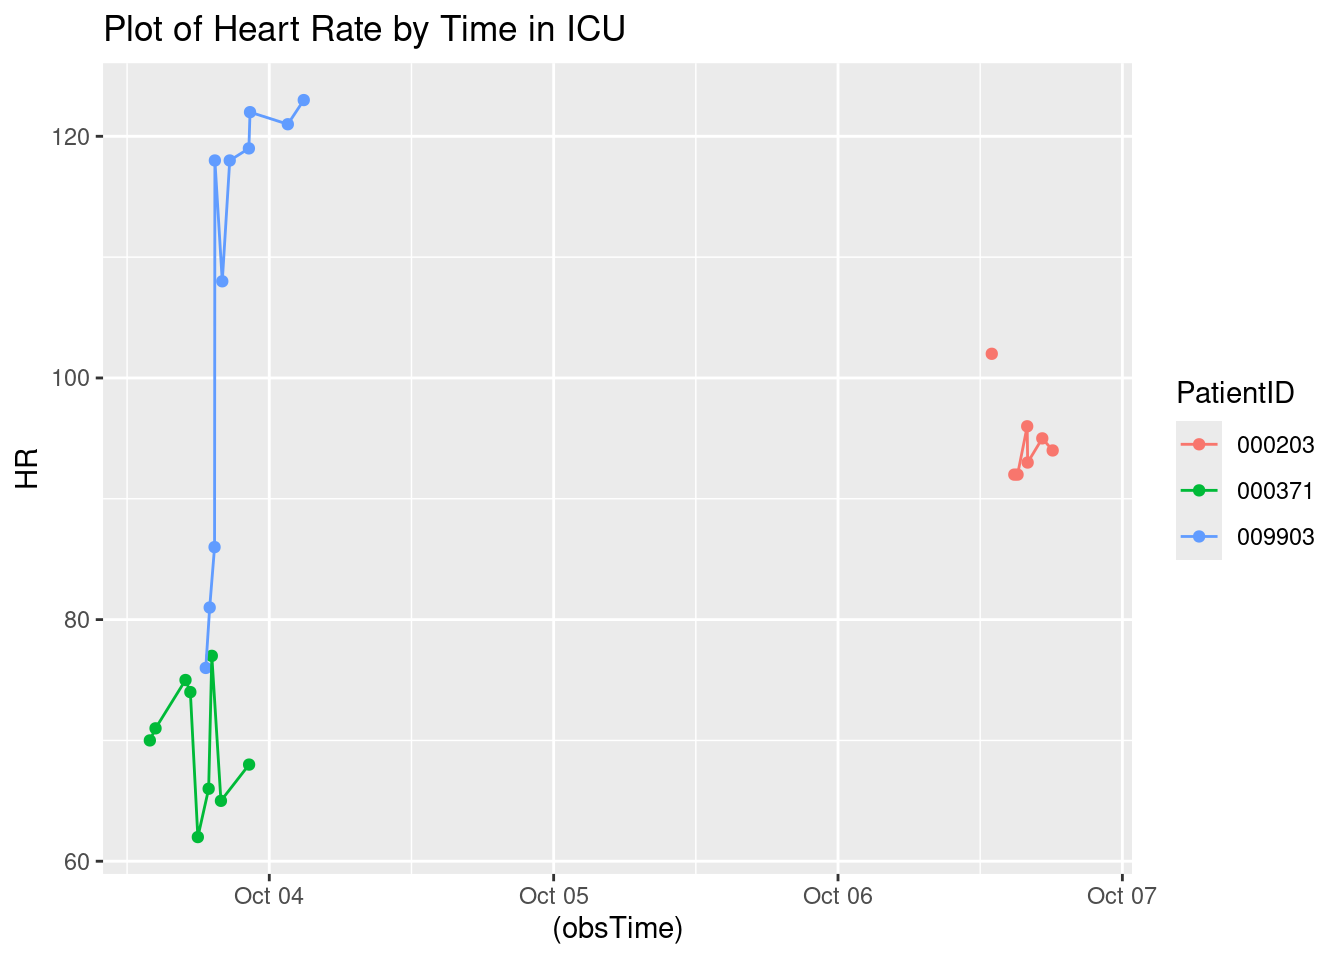 Plot of Heart Rate by Time in ICU
120
100
80
60
HR
Oct 04
Oct 05
Oct 06
Oct 07
(obsTime)
PatientID
000203
000371
009903